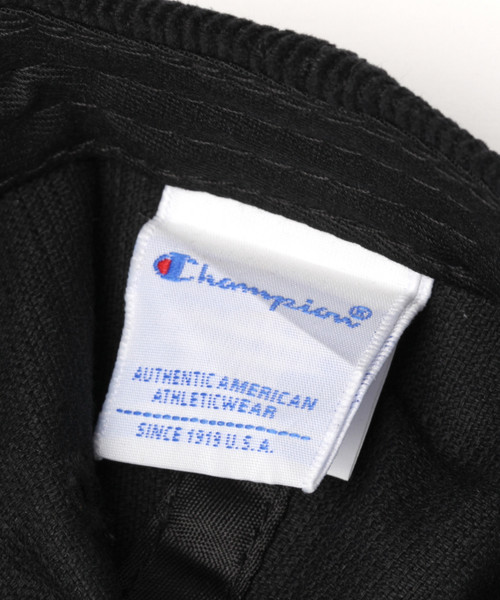 Champion®
AUTHENTIC AMERICAN
ATHLETICWEAR
SINCE 1919 U.S.A.